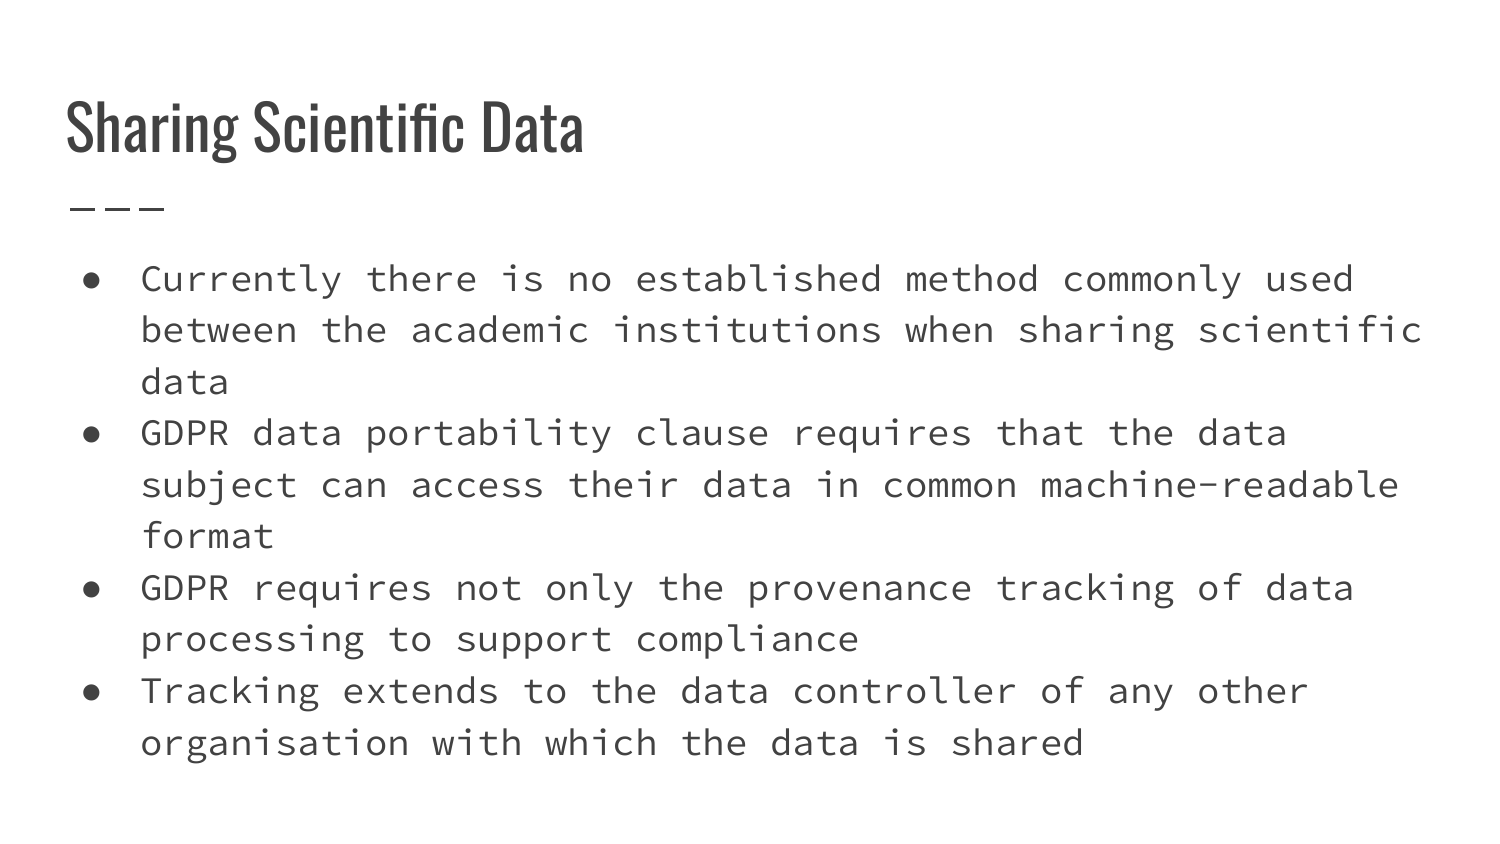 Sharing Scientific Data
● Currently there is no established method commonly used
between the academic institutions when sharing scientific
data
● GDPR data portability clause requires that the data
subject can access their data in common machine-readable
format
● GDPR requires not only the provenance tracking of data
processing to support compliance
● Tracking extends to the data controller of any other
organisation with which the data is shared